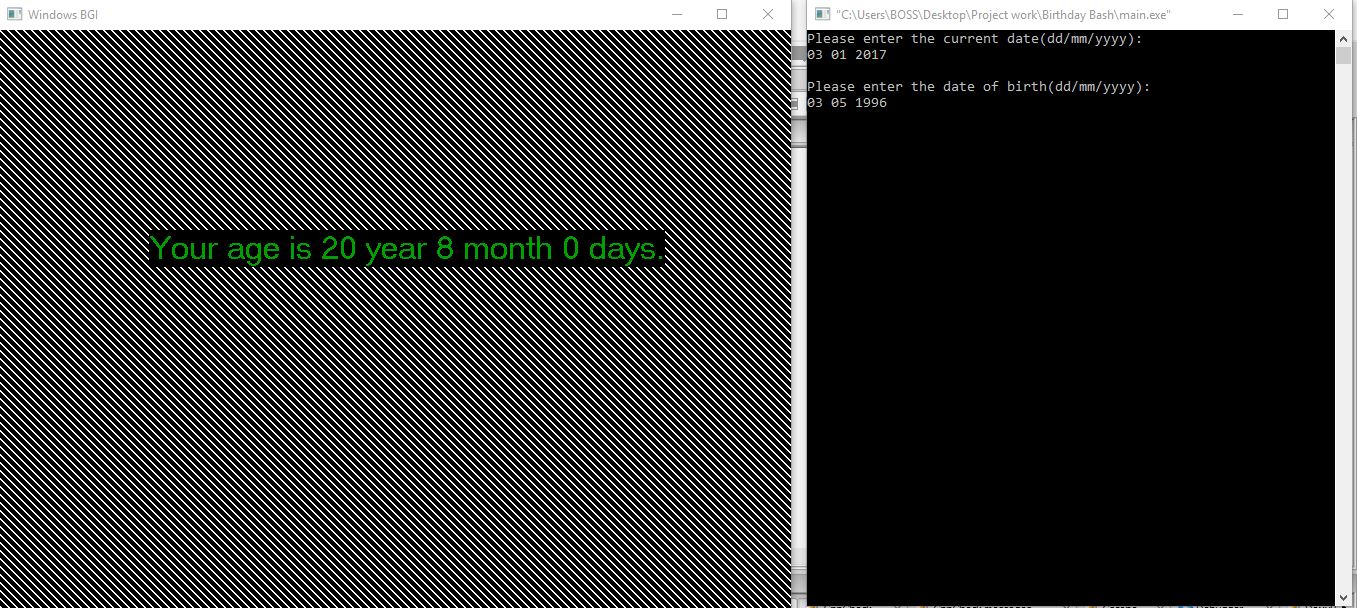 Windows BGI
Your age is 20 year 8 month 0 days.
"C:\Users\BOSS\Desktop\Project work\Birthday Bash\main.exe"
Please enter the current date(dd/mm/yyyy):
03 01 2017
Please enter the date of birth(dd/mm/yyyy):
03 05 1996